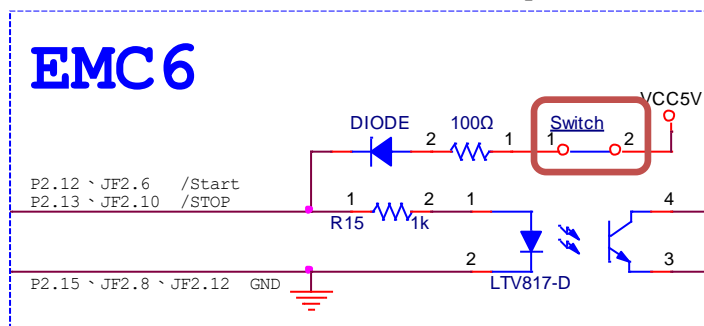 EMC6
VCC5V
DIODE 2 100Ω 1 1 Switch 2
P2.12、JF2.6 /Start
P2.13、JF2.10 /STOP
1 2 1 4
R15 1k
2 3
P2.15、JF2.8、JF2.12 GND LTV817-D